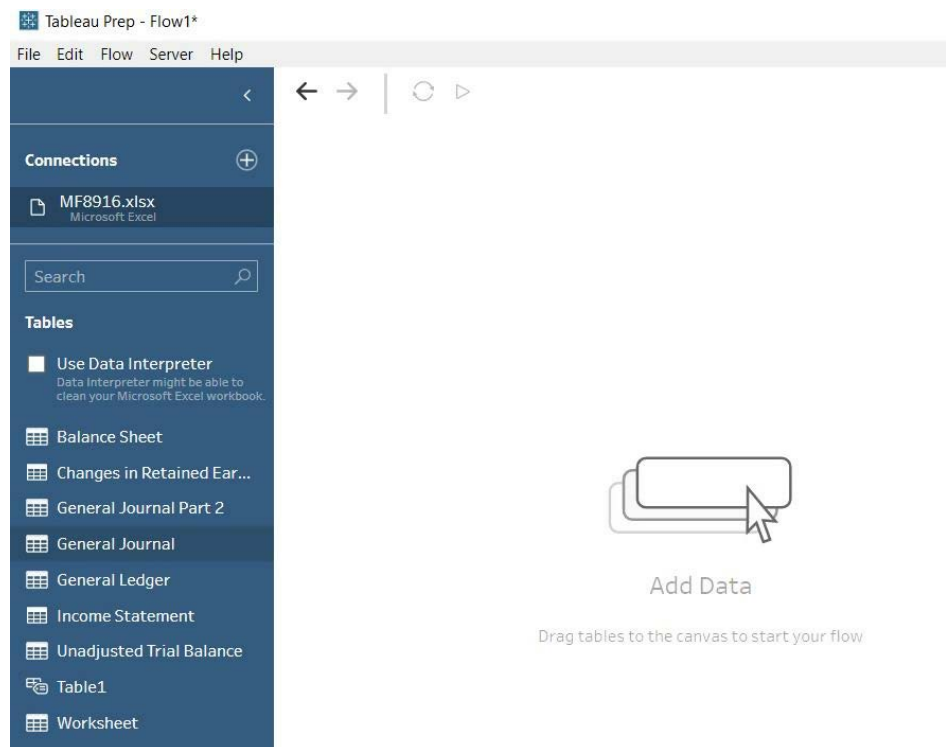 Tableau Prep - Flow1*
File Edit Flow Server Help
Connections
MF8916.xlsx
Microsoft Excel
Search
Tables
Use Data Interpreter
Data Interpreter might be able to
clean your Microsoft Excel workbook.
Balance Sheet
Changes in Retained Ear...
General Journal Part 2
General Journal
General Ledger
Income Statement
Unadjusted Trial Balance
Table1
Worksheet
Add Data
Drag tables to the canvas to start your flow